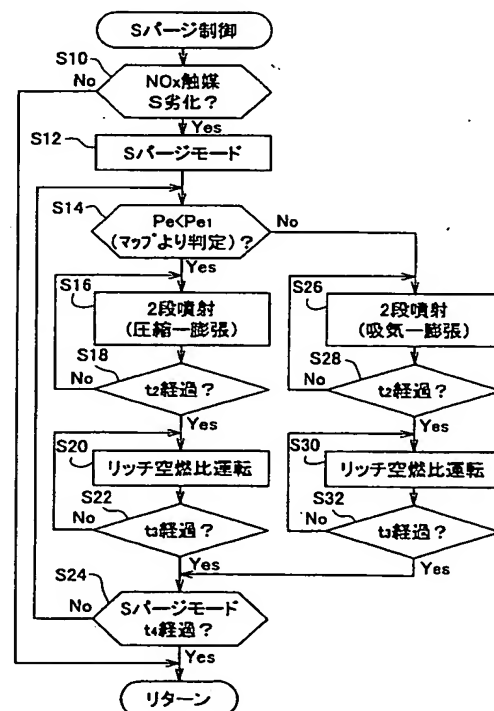 Sパージ制御
S10
No
NOx触媒
S劣化？
Yes
S12
Sパージモード
S14
Pe<Pe1
(マップより判定)？
No
Yes
S16
2段噴射
(圧縮ー膨張)
S18
No
t2経過？
Yes
S20
リッチ空燃比運転
S22
No
t3経過？
Yes
S26
2段噴射
(吸気ー膨張)
S28
No
t2経過？
Yes
S30
リッチ空燃比運転
S32
No
t3経過？
Yes
S24
No
Sパージモード
t4経過？
Yes
リターン